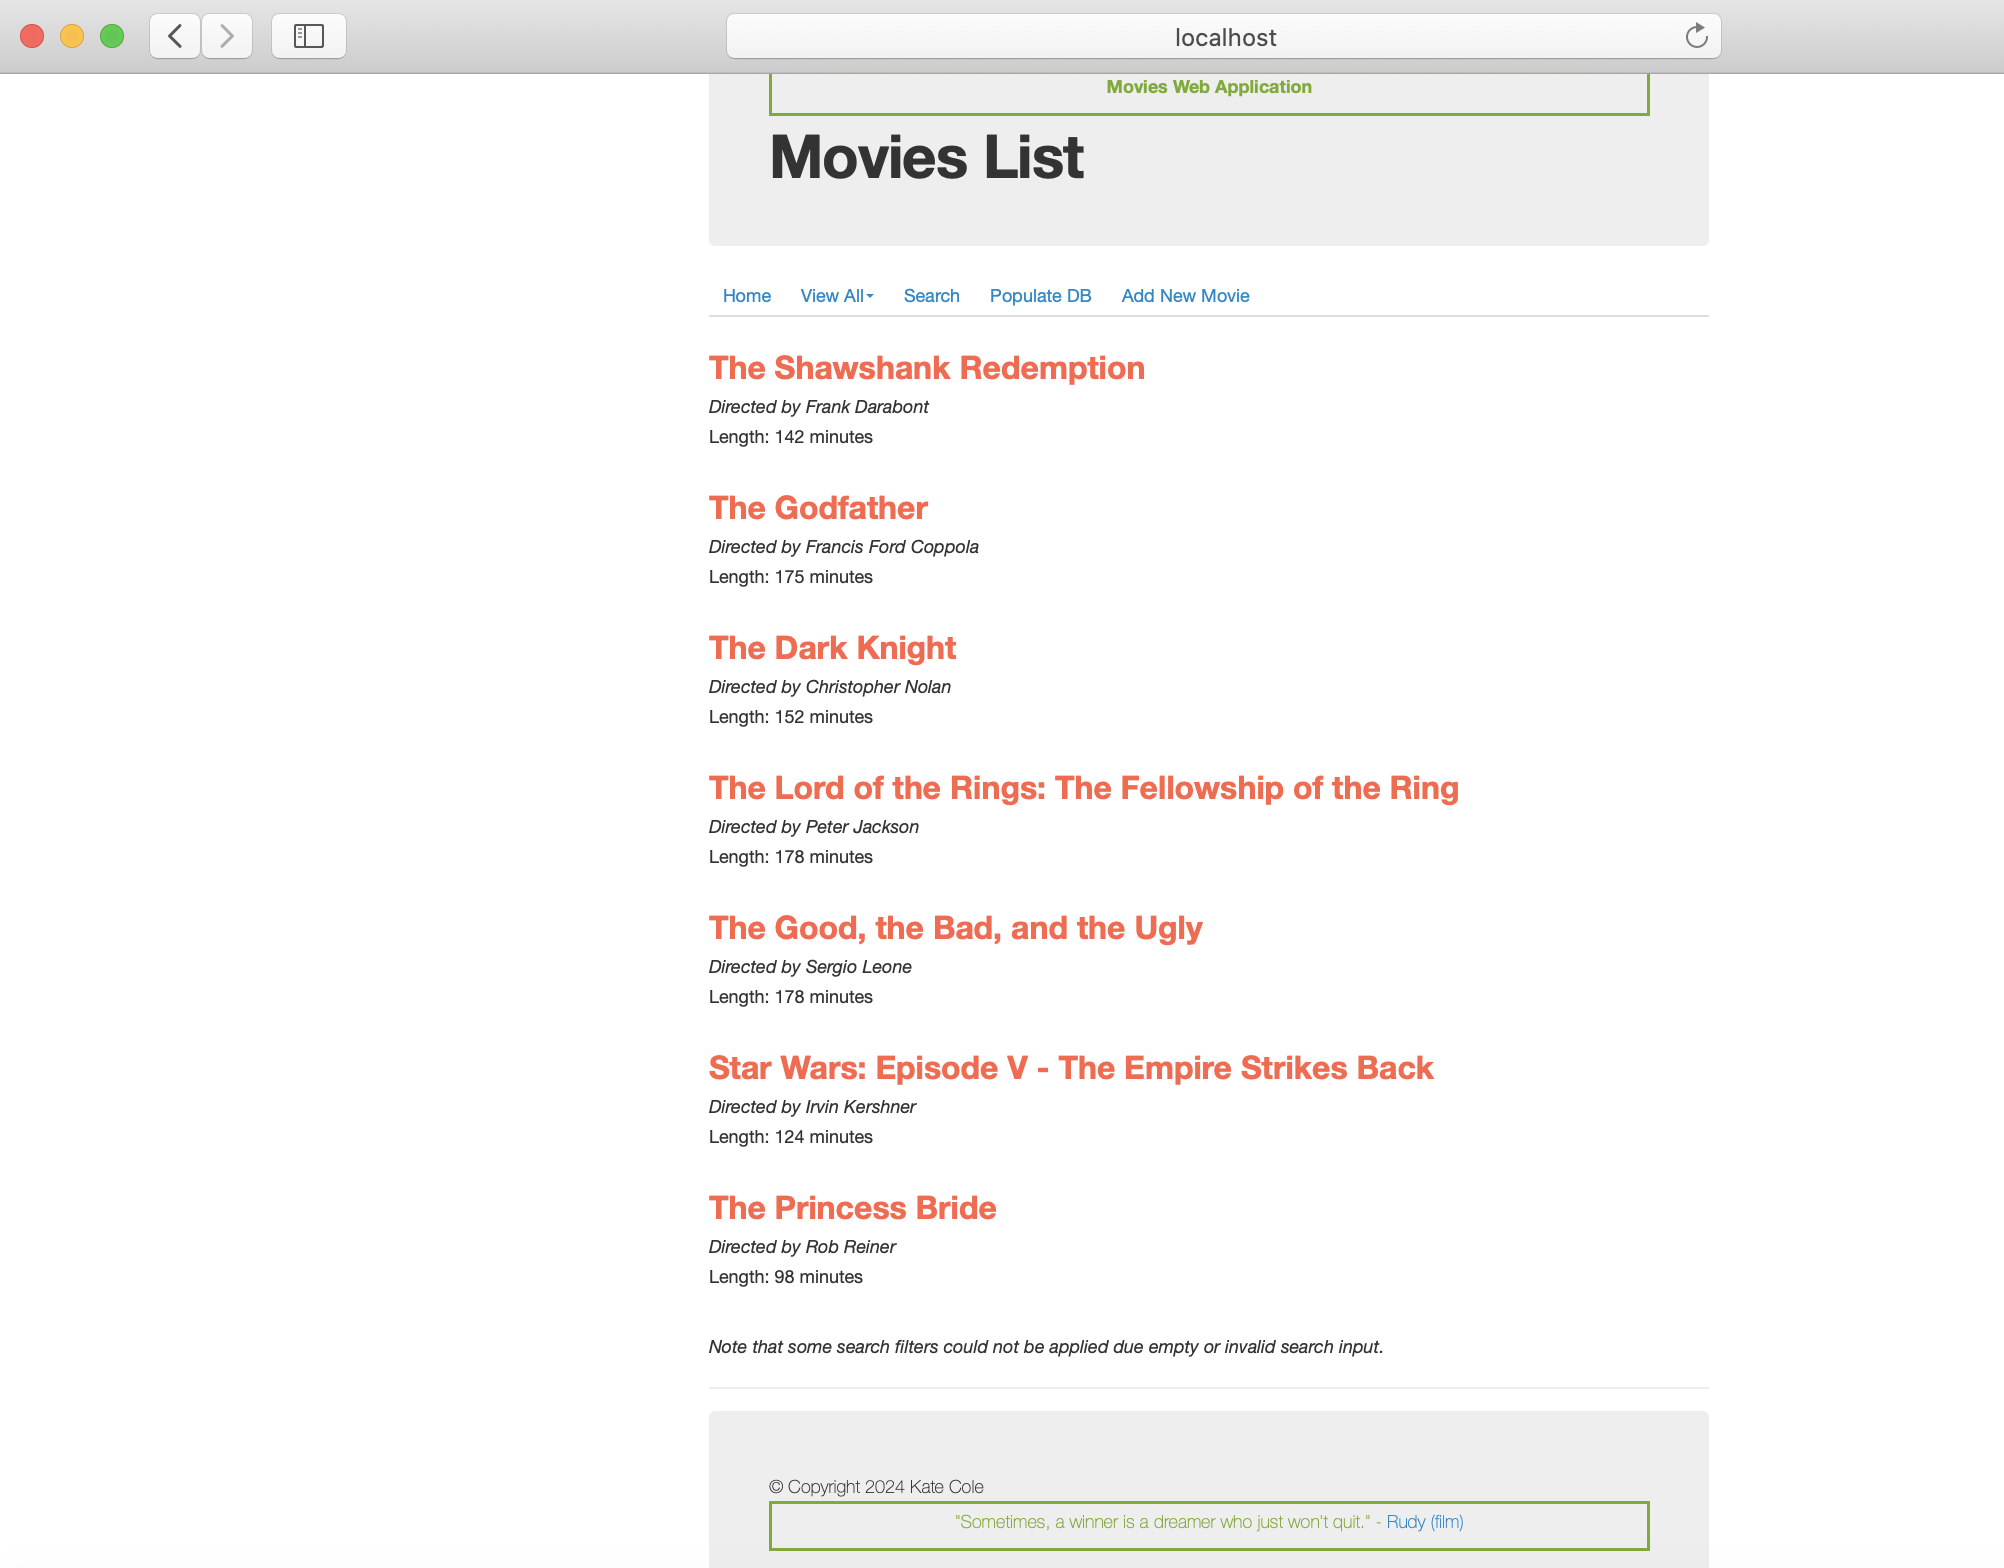 localhost
Movies Web Application
Movies List
Home View All Search Populate DB Add New Movie
The Shawshank Redemption
Directed by Frank Darabont
Length: 142 minutes
The Godfather
Directed by Francis Ford Coppola
Length: 175 minutes
The Dark Knight
Directed by Christopher Nolan
Length: 152 minutes
The Lord of the Rings: The Fellowship of the Ring
Directed by Peter Jackson
Length: 178 minutes
The Good, the Bad, and the Ugly
Directed by Sergio Leone
Length: 178 minutes
Star Wars: Episode V - The Empire Strikes Back
Directed by Irvin Kershner
Length: 124 minutes
The Princess Bride
Directed by Rob Reiner
Length: 98 minutes
Note that some search filters could not be applied due empty or invalid search input.
© Copyright 2024 Kate Cole
"Sometimes, a winner is a dreamer who just won't quit." - Rudy (film)